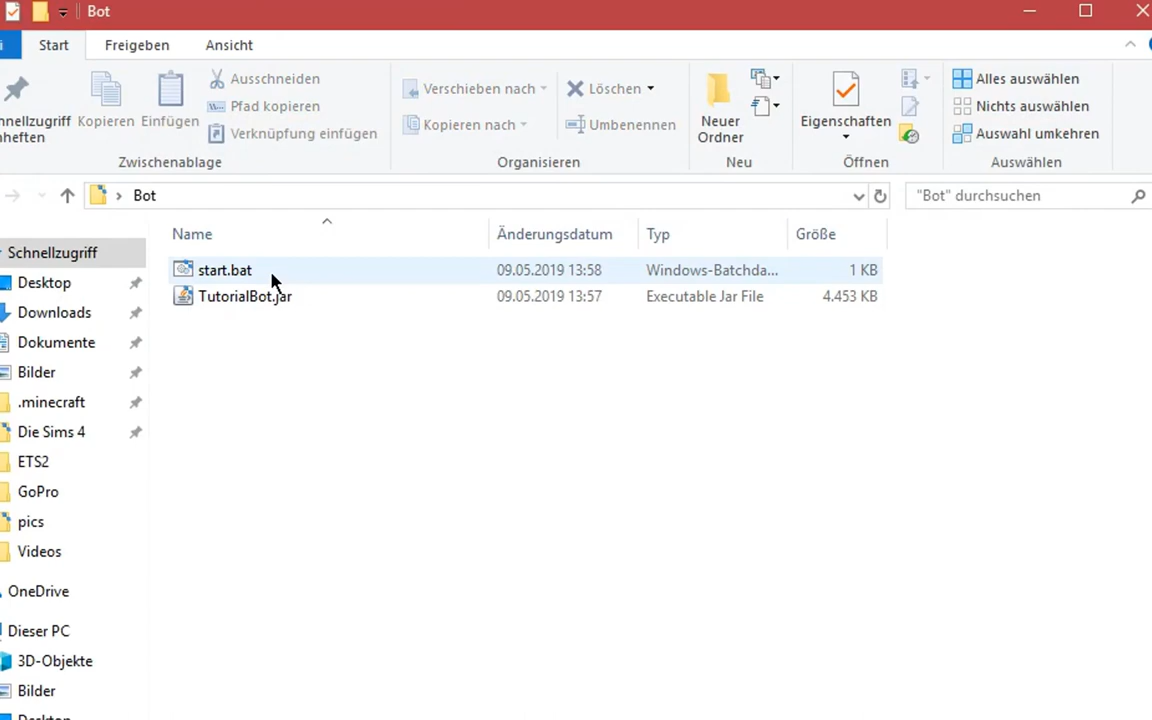 Bot
Start Freigeben Ansicht
Ausschneiden
Pfad kopieren
Verknüpfung einfügen
hnellzugriff
nheften
Kopieren
Einfügen
Zwischenablage
Verschieben nach
Kopieren nach
Löschen
Umbenennen
Organisieren
Neuer
Ordner
Neu
Eigenschaften
Öffnen
Alles auswählen
Nichts auswählen
Auswahl umkehren
Auswählen
Bot
"Bot" durchsuchen
Name Änderungsdatum Typ Größe
start.bat 09.05.2019 13:58 Windows-Batchda... 1 KB
TutorialBot.jar 09.05.2019 13:57 Executable Jar File 4.453 KB
Schnellzugriff
Desktop
Downloads
Dokumente
Bilder
.minecraft
Die Sims 4
ETS2
GoPro
pics
Videos
OneDrive
Dieser PC
3D-Objekte
Bilder
Desktop